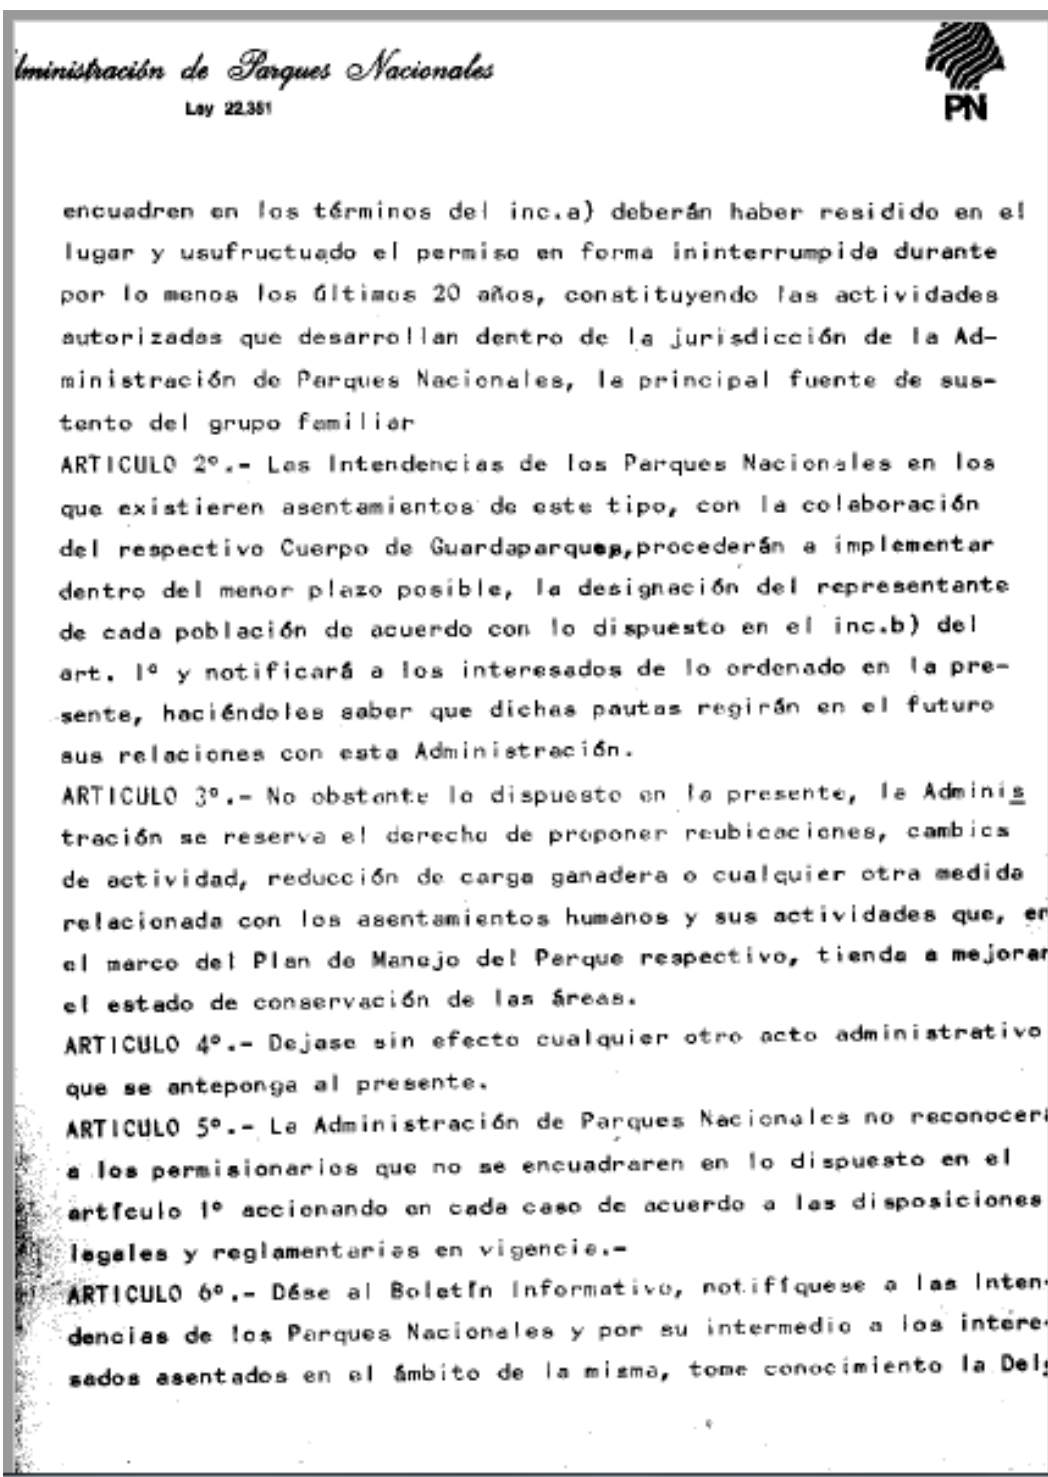 dministración de Parques Nacionales
Ley 22.351
PN
encuadren en los términos del inc.a) deberán haber residido en el
lugar y usufructuado el permiso en forma ininterrumpida durante
por lo menos los últimos 20 años, constituyendo las actividades
autorizadas que desarrollan dentro de la jurisdicción de la Ad-
ministración de Parques Nacionales, la principal fuente de sus-
tento del grupo familiar
ARTICULO 2°.- Las Intendencias de los Parques Nacionales en los
que existieren asentamientos de este tipo, con la colaboración
del respectivo Cuerpo de Guardaparques,procederán a implementar
dentro del menor plazo posible, la designación del representante
de cada población de acuerdo con lo dispuesto en el inc.b) del
art. 1° y notificará a los interesados de lo ordenado en la pre-
sente, haciéndoles saber que dichas pautas regirán en el futuro
sus relaciones con esta Administración.
ARTICULO 3°.- No obstante lo dispuesto en la presente, la Adminis
tración se reserva el derecho de proponer reubicaciones, cambios
de actividad, reducción de carga ganadera o cualquier otra medida
relacionada con los asentamientos humanos y sus actividades que, en
el marco del Plan de Manejo del Parque respectivo, tienda a mejorar
el estado de conservación de las áreas.
ARTICULO 4°.- Dejase sin efecto cualquier otro acto administrativo
que se anteponga al presente.
ARTICULO 5°.- La Administración de Parques Nacionales no reconocerá
a los permisionarios que no se encuadraren en lo dispuesto en el
artículo 1° accionando en cada caso de acuerdo a las disposiciones
legales y reglamentarias en vigencia.-
ARTICULO 6°.- Dése al Boletín Informativo, notifíquese a las Inten-
dencias de los Parques Nacionales y por su intermedio a los intere-
sados asentados en el ámbito de la misma, tome conocimiento la Del